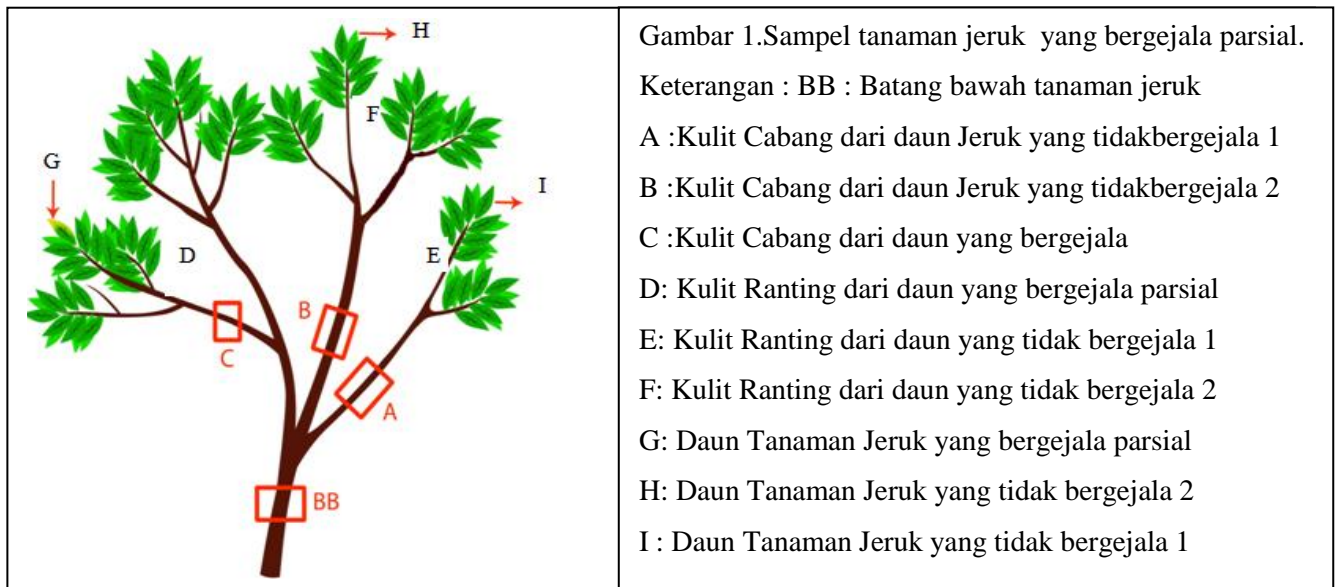 H
F
G
I
D
E
B
C
A
BB
Gambar 1.Sampel tanaman jeruk yang bergejala parsial.
Keterangan : BB : Batang bawah tanaman jeruk
A :Kulit Cabang dari daun Jeruk yang tidakbergejala 1
B :Kulit Cabang dari daun Jeruk yang tidakbergejala 2
C :Kulit Cabang dari daun yang bergejala
D: Kulit Ranting dari daun yang bergejala parsial
E: Kulit Ranting dari daun yang tidak bergejala 1
F: Kulit Ranting dari daun yang tidak bergejala 2
G: Daun Tanaman Jeruk yang bergejala parsial
H: Daun Tanaman Jeruk yang tidak bergejala 2
I : Daun Tanaman Jeruk yang tidak bergejala 1